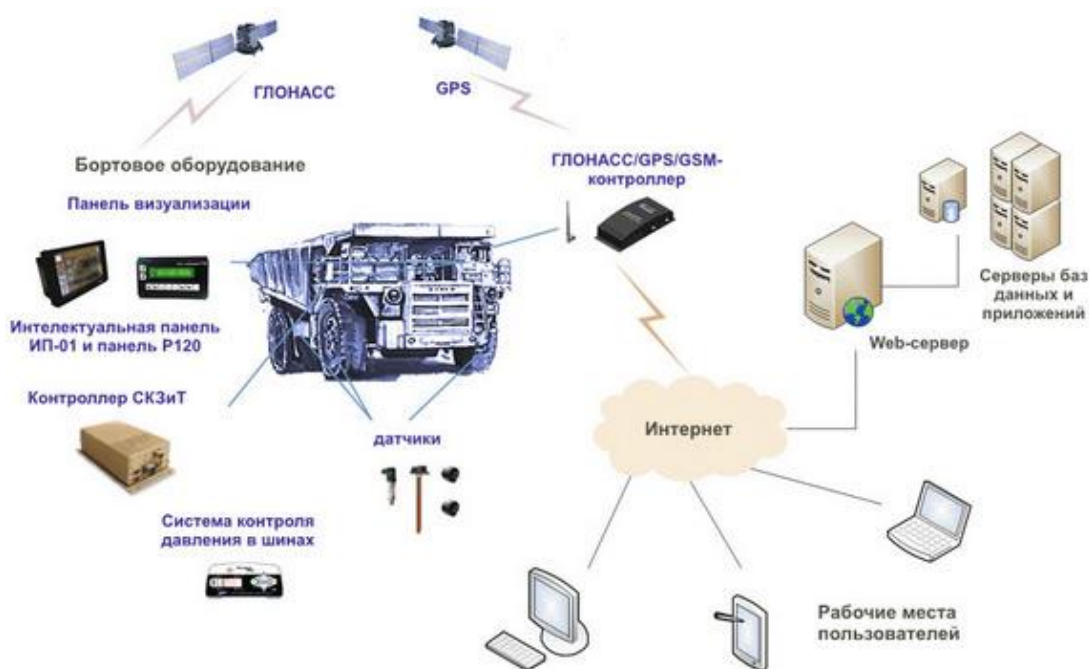 ГЛОНАСС
GPS
Бортовое оборудование
Панель визуализации
ГЛОНАСС/GPS/GSM-
контроллер
Интелектуальная панель
ИП-01 и панель P120
Контроллер СКЗиТ
датчики
Система контроля
давления в шинах
Интернет
Web-сервер
Серверы баз
данных и
приложений
Рабочие места
пользователей